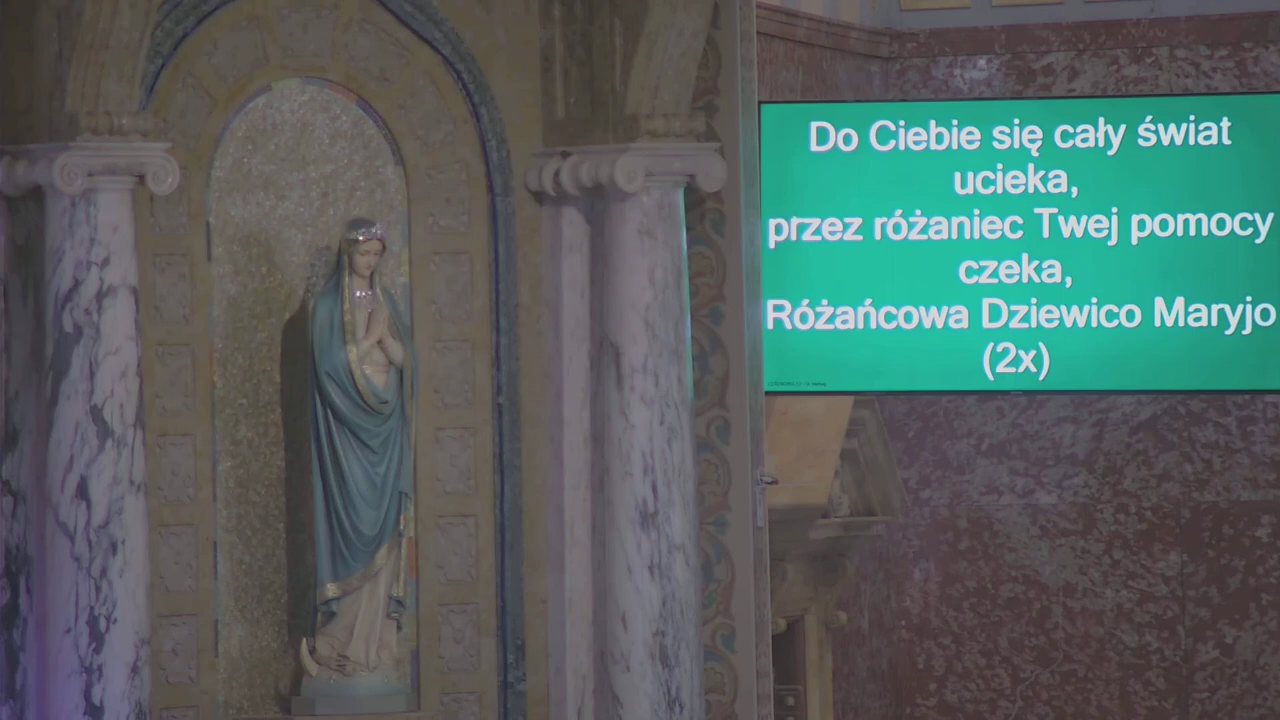 Do Ciebie się cały świat
ucieka,
przez różaniec Twej pomocy
czeka,
Różańcowa Dziewico Maryjo
(2x)